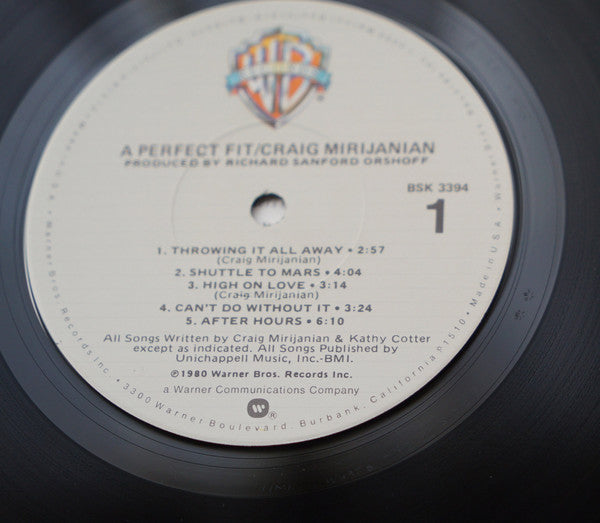 A PERFECT FIT/CRAIG MIRIJANIAN
PRODUCED BY RICHARD SANFORD ORSHOFF
BSK 3394
1
1. THROWING IT ALL AWAY • 2:57
(Craig Mirijanian)
2. SHUTTLE TO MARS • 4:04
3. HIGH ON LOVE • 3:14
(Craig Mirijanian)
4. CAN'T DO WITHOUT IT • 3:24
5. AFTER HOURS • 6:10
All Songs Written by Craig Mirijanian & Kathy Cotter
except as indicated. All Songs Published by
Unichappell Music, Inc.-BMI.
℗1980 Warner Bros. Records Inc.
a Warner Communications Company
W®
Warner Bros. Records Inc. • 3300 Warner Boulevard, Burbank, California 91510 • Made in U.S.A.